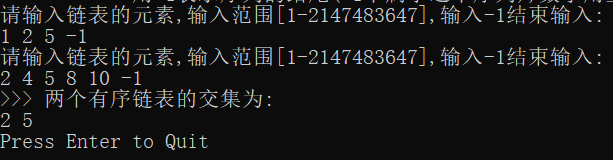 请输入链表的元素,输入范围[1-2147483647],输入-1结束输入:
1 2 5 -1
请输入链表的元素,输入范围[1-2147483647],输入-1结束输入:
2 4 5 8 10 -1
>>> 两个有序链表的交集为:
2 5
Press Enter to Quit